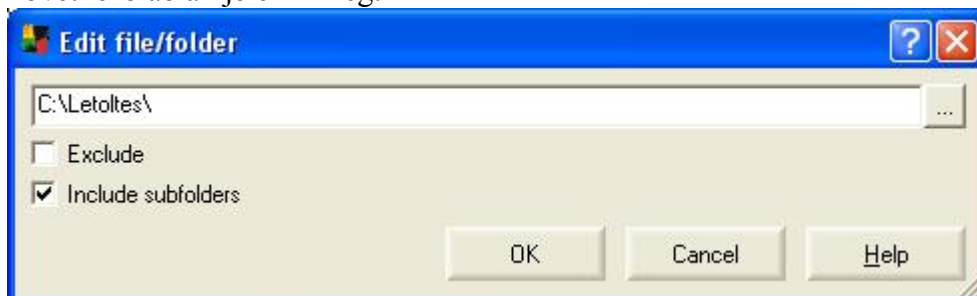 Edit file/folder
C:\Letoltes\
...
Exclude
Include subfolders
OK Cancel Help